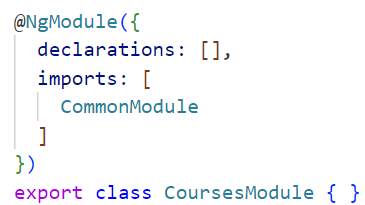 @NgModule({
  declarations: [],
  imports: [
    CommonModule
  ]
})
export class CoursesModule { }